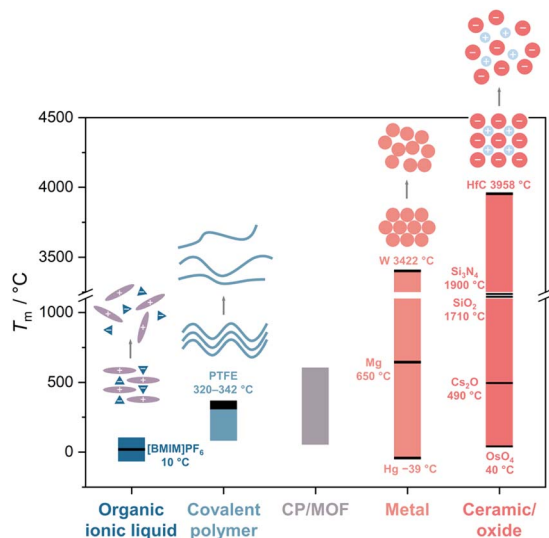 4500
4000
3500
1000
500
0
Tm / °C
HfC 3958 °C
W 3422 °C
Si3N4
1900 °C
SiO2
1710 °C
PTFE
320–342 °C
Mg
650 °C
Cs2O
490 °C
[BMIM]PF6
10 °C
Hg −39 °C
OsO4
40 °C
Organic
ionic liquid
Covalent
polymer
CP/MOF
Metal
Ceramic/
oxide